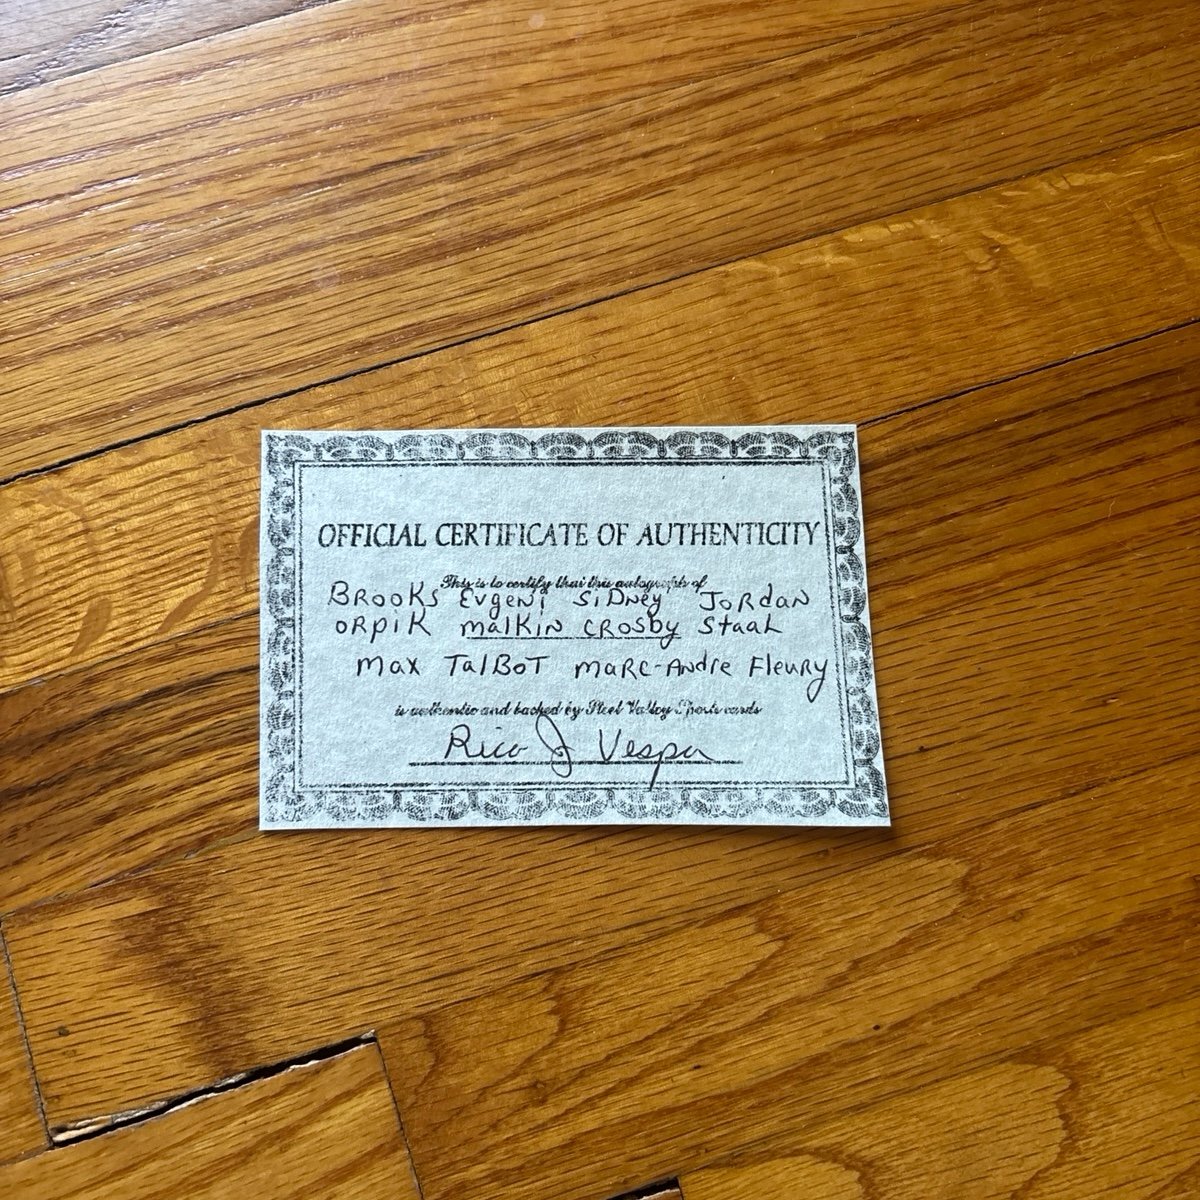 OFFICIAL CERTIFICATE OF AUTHENTICITY
This is to certify that this autograph of
BROOKS Evgeni SiDNey JoRdaN
ORPIK malKiN CROSBY StaaL
Max TalBOT MaRC-AndRe FleuRy
is authentic and backed by Steel Valley Sports cards
Rico J Vespa